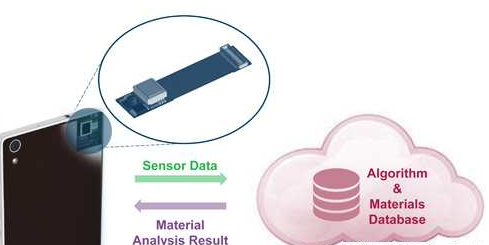 Sensor Data
Material
Analysis Result
Algorithm
&
Materials
Database